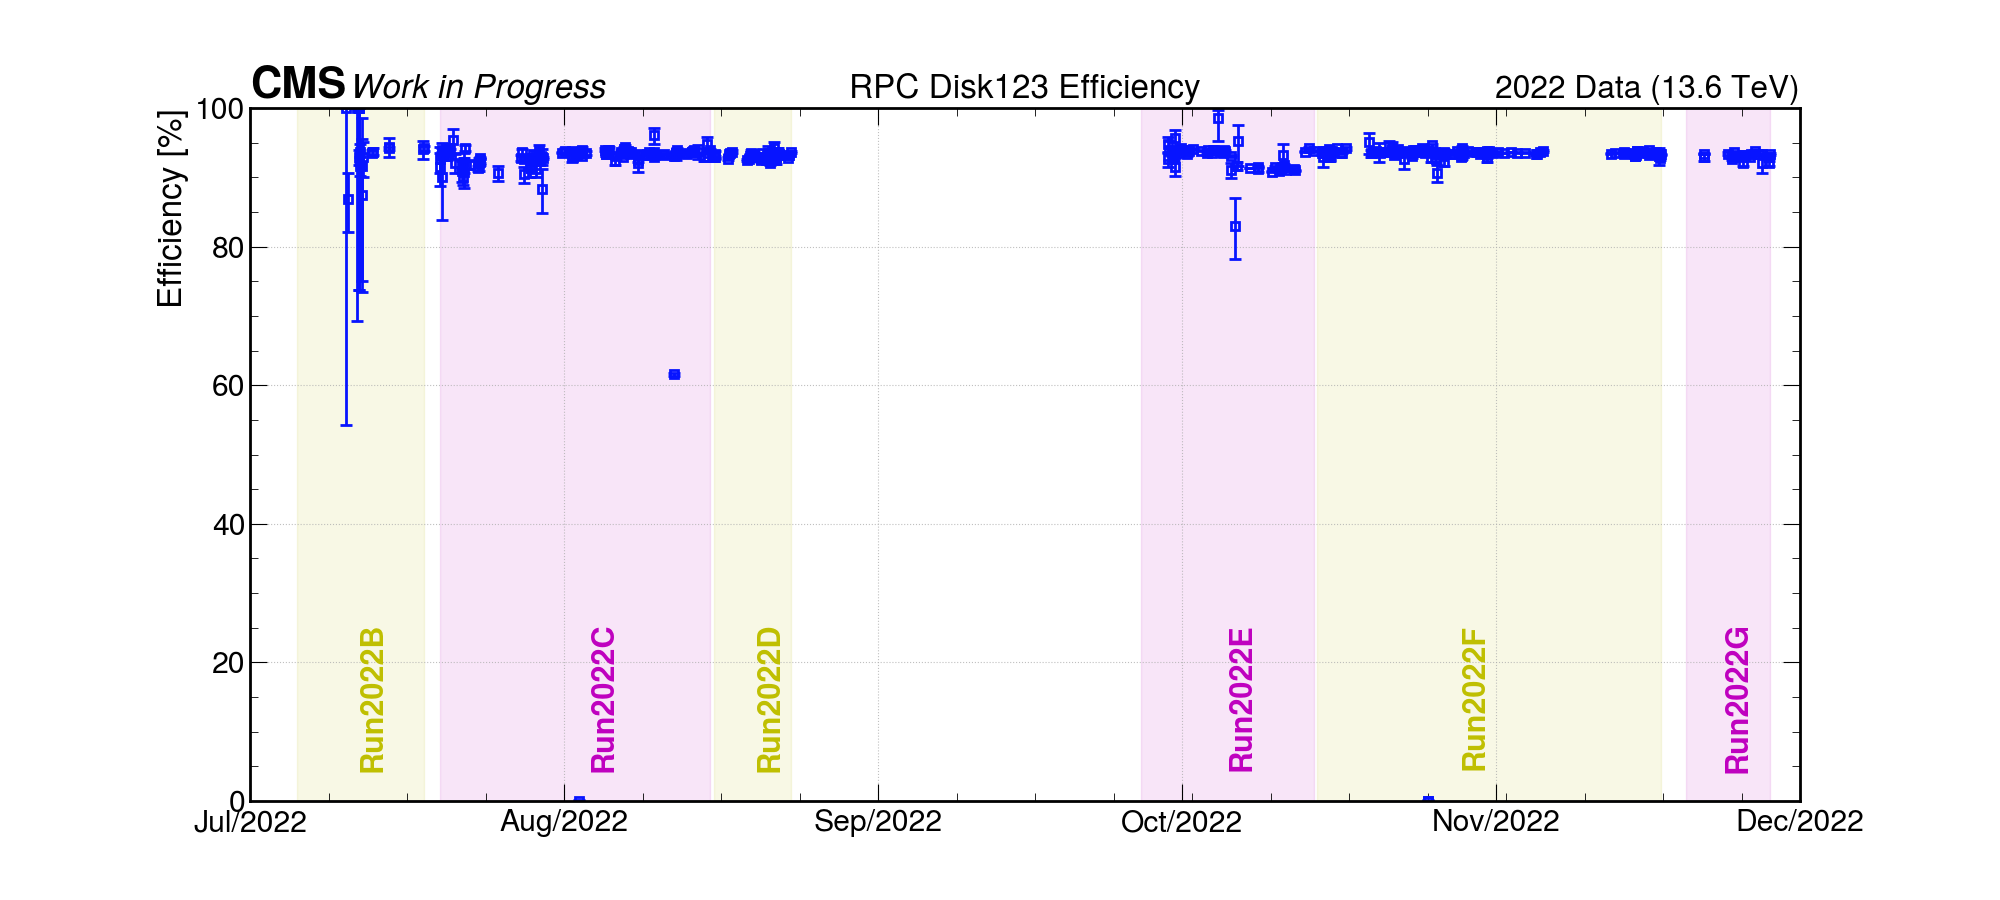 CMS Work in Progress RPC Disk123 Efficiency 2022 Data (13.6 TeV)
Efficiency [%]
100
80
60
40
20
0
Run2022B
Run2022C
Run2022D
Run2022E
Run2022F
Run2022G
Jul/2022 Aug/2022 Sep/2022 Oct/2022 Nov/2022 Dec/2022